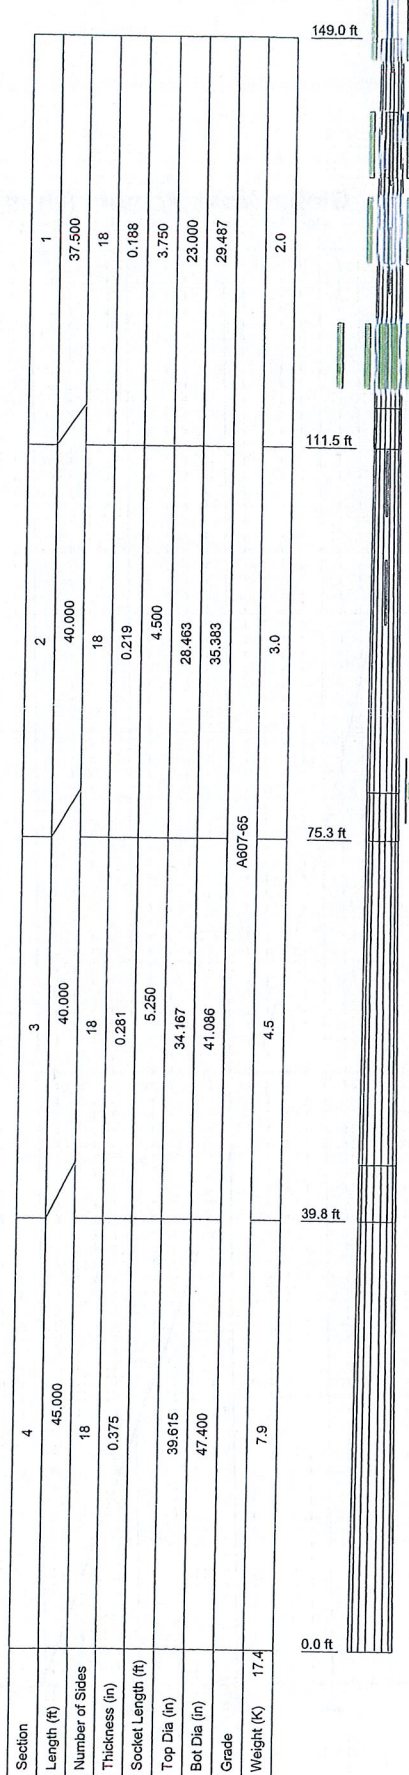 149.0 ft
111.5 ft
75.3 ft
39.8 ft
0.0 ft
Section 4 3 2 1
Length (ft) 45.000 40.000 40.000 37.500
Number of Sides 18 18 18 18
Thickness (in) 0.375 0.281 0.219 0.188
Socket Length (ft) 5.250 4.500 3.750
Top Dia (in) 39.615 34.167 28.463 23.000
Bot Dia (in) 47.400 41.086 35.383 29.487
Grade A607-65
Weight (K) 17.4 7.9 4.5 3.0 2.0